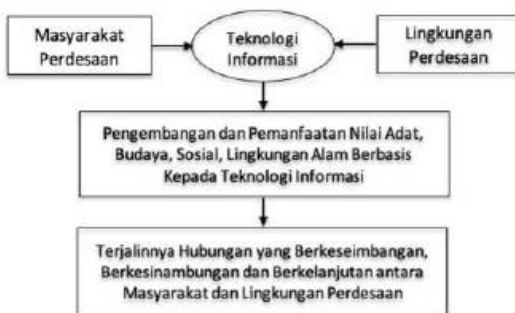 Masyarakat
Perdesaan
Teknologi
Informasi
Lingkungan
Perdesaan
Pengembangan dan Pemanfaatan Nilai Adat,
Budaya, Sosial, Lingkungan Alam Berbasis
Kepada Teknologi Informasi
Terjalinnya Hubungan yang Berkeseimbangan,
Berkesinambungan dan Berkelanjutan antara
Masyarakat dan Lingkungan Perdesaan